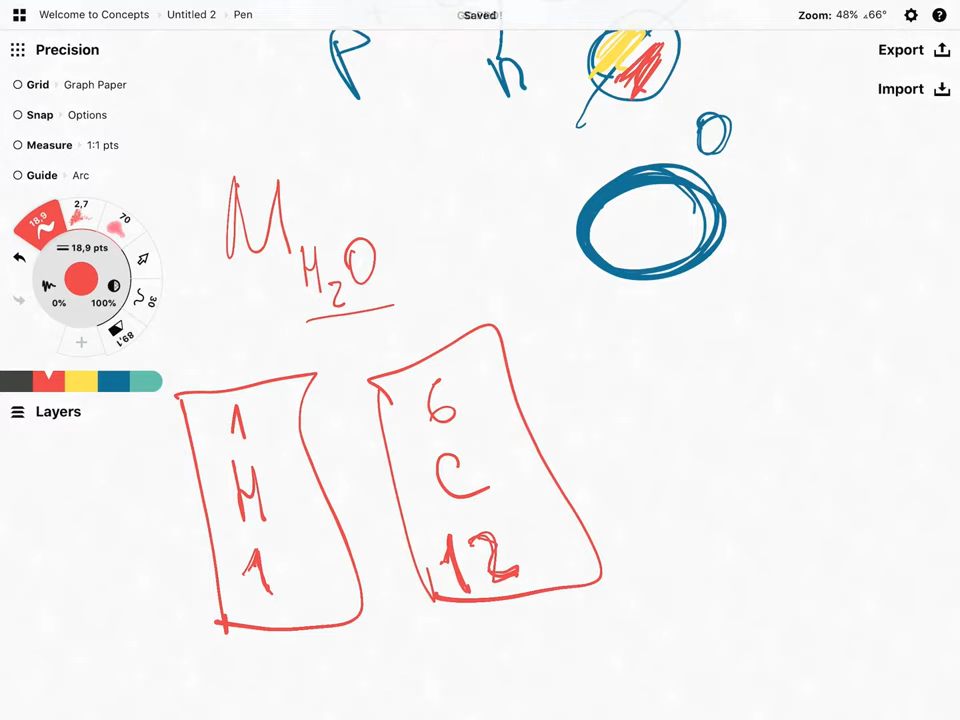 Welcome to Concepts Untitled 2 Pen
Saved
Zoom: 48% ⊿66°
Precision
Export
Import
Grid Graph Paper
Snap Options
Measure 1:1 pts
Guide Arc
18,9
2,7
70
18,9 pts
0%
100%
30
89,1
Layers
p n
0
M H₂O
1
H
1
6
C
12